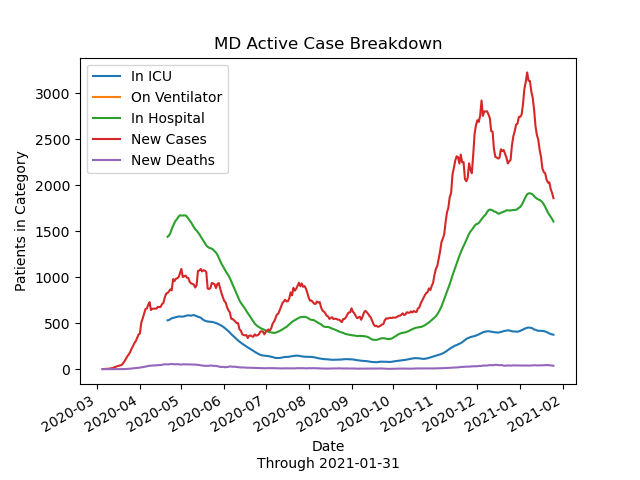 MD Active Case Breakdown
In ICU
On Ventilator
In Hospital
New Cases
New Deaths
Patients in Category
3000
2500
2000
1500
1000
500
0
2020-03
2020-04
2020-05
2020-06
2020-07
2020-08
2020-09
2020-10
2020-11
2020-12
2021-01
2021-02
Date
Through 2021-01-31